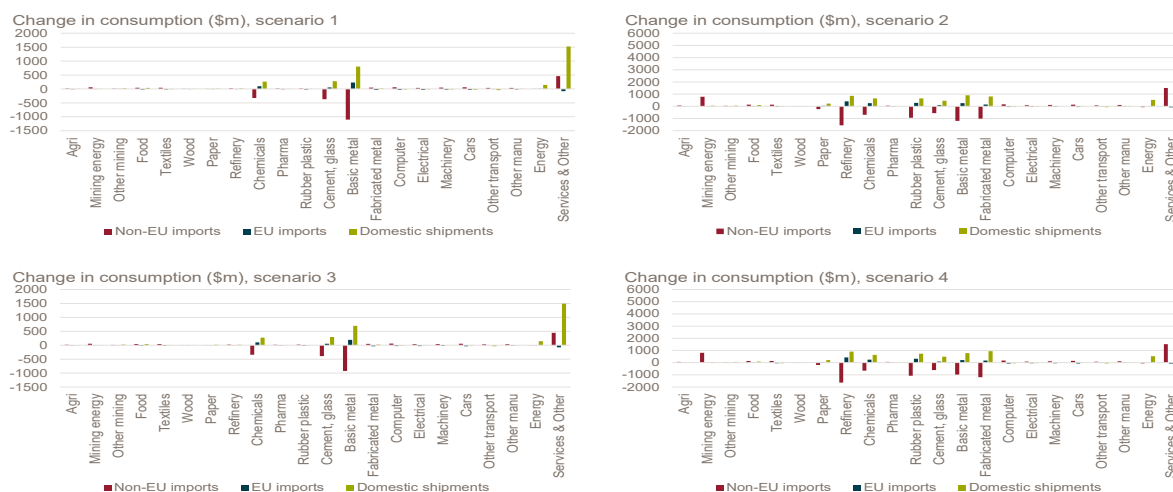 Change in consumption ($m), scenario 1
2000
1500
1000
500
0
-500
-1000
-1500
Agri
Mining energy
Other mining
Food
Textiles
Wood
Paper
Refinery
Chemicals
Pharma
Rubber plastic
Cement, glass
Basic metal
Fabricated metal
Computer
Electrical
Machinery
Cars
Other transport
Other manu
Energy
Services & Other
Non-EU imports EU imports Domestic shipments
Change in consumption ($m), scenario 2
6000
5000
4000
3000
2000
1000
0
-1000
-2000
Agri
Mining energy
Other mining
Food
Textiles
Wood
Paper
Refinery
Chemicals
Pharma
Rubber plastic
Cement, glass
Basic metal
Fabricated metal
Computer
Electrical
Machinery
Cars
Other transport
Other manu
Energy
Services & Other
Non-EU imports EU imports Domestic shipments
Change in consumption ($m), scenario 3
2000
1500
1000
500
0
-500
-1000
-1500
Agri
Mining energy
Other mining
Food
Textiles
Wood
Paper
Refinery
Chemicals
Pharma
Rubber plastic
Cement, glass
Basic metal
Fabricated metal
Computer
Electrical
Machinery
Cars
Other transport
Other manu
Energy
Services & Other
Non-EU imports EU imports Domestic shipments
Change in consumption ($m), scenario 4
6000
5000
4000
3000
2000
1000
0
-1000
-2000
Agri
Mining energy
Other mining
Food
Textiles
Wood
Paper
Refinery
Chemicals
Pharma
Rubber plastic
Cement, glass
Basic metal
Fabricated metal
Computer
Electrical
Machinery
Cars
Other transport
Other manu
Energy
Services & Other
Non-EU imports EU imports Domestic shipments